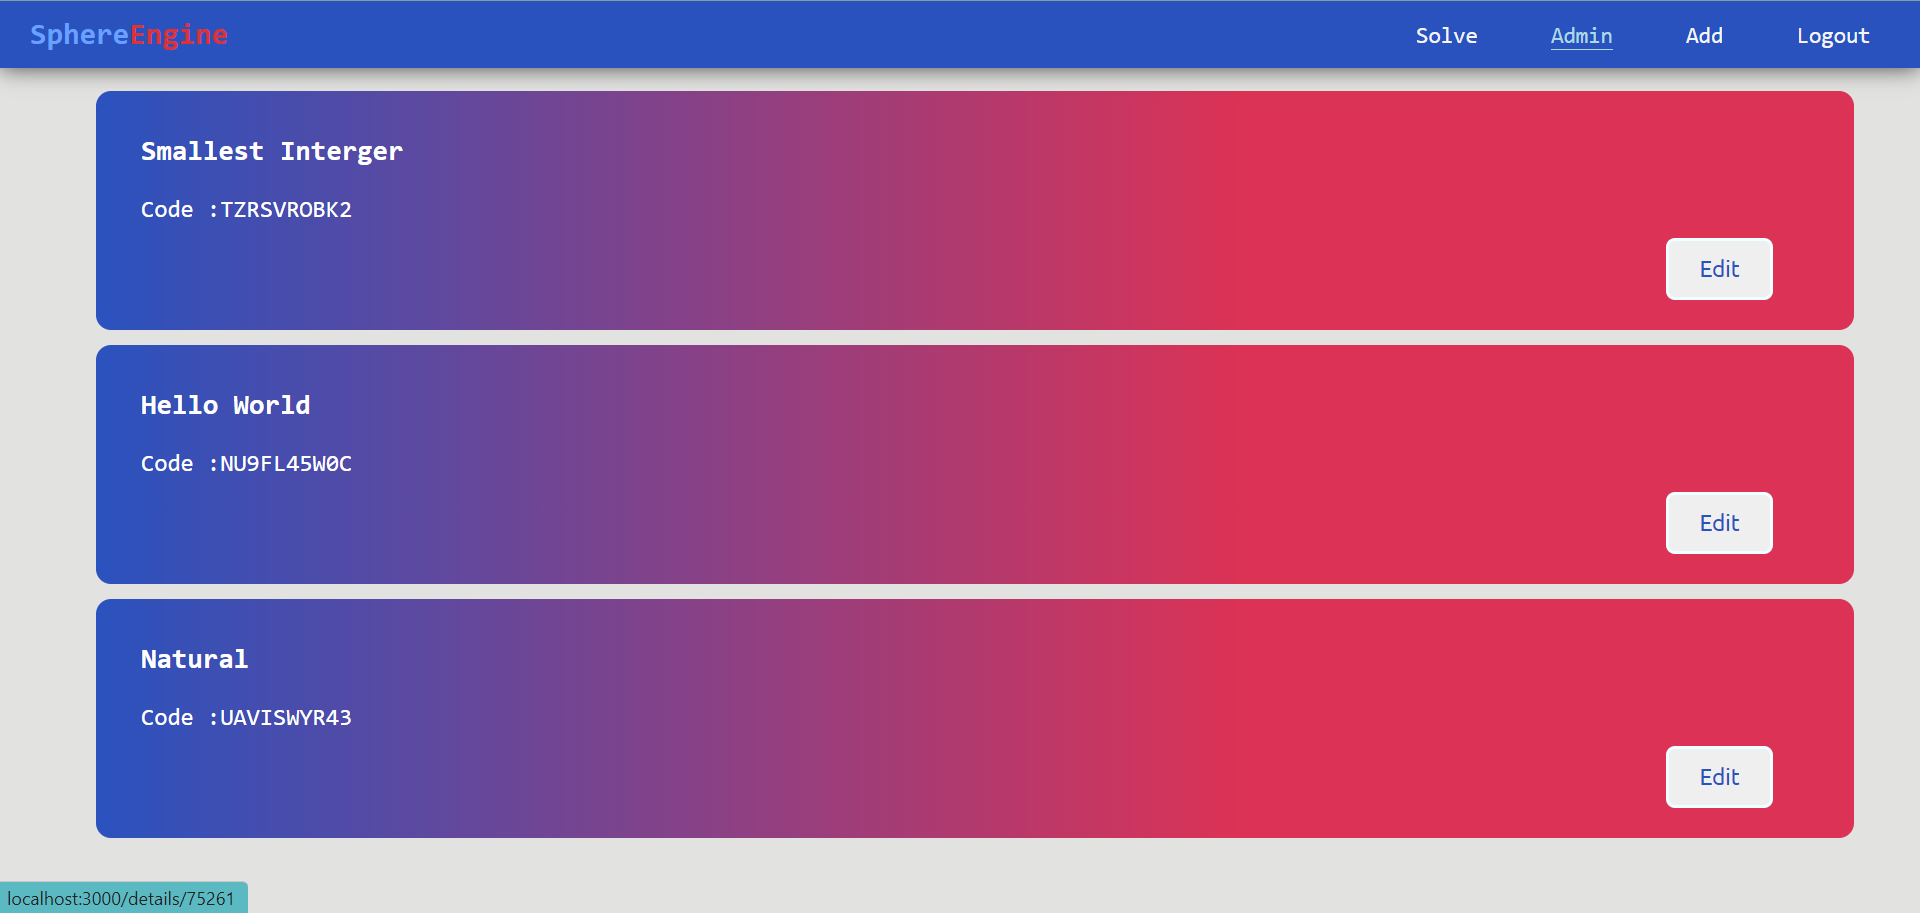 SphereEngine
Solve Admin Add Logout
Smallest Interger
Code :TZRSVROBK2
Edit
Hello World
Code :NU9FL45W0C
Edit
Natural
Code :UAVISWYR43
Edit
localhost:3000/details/75261